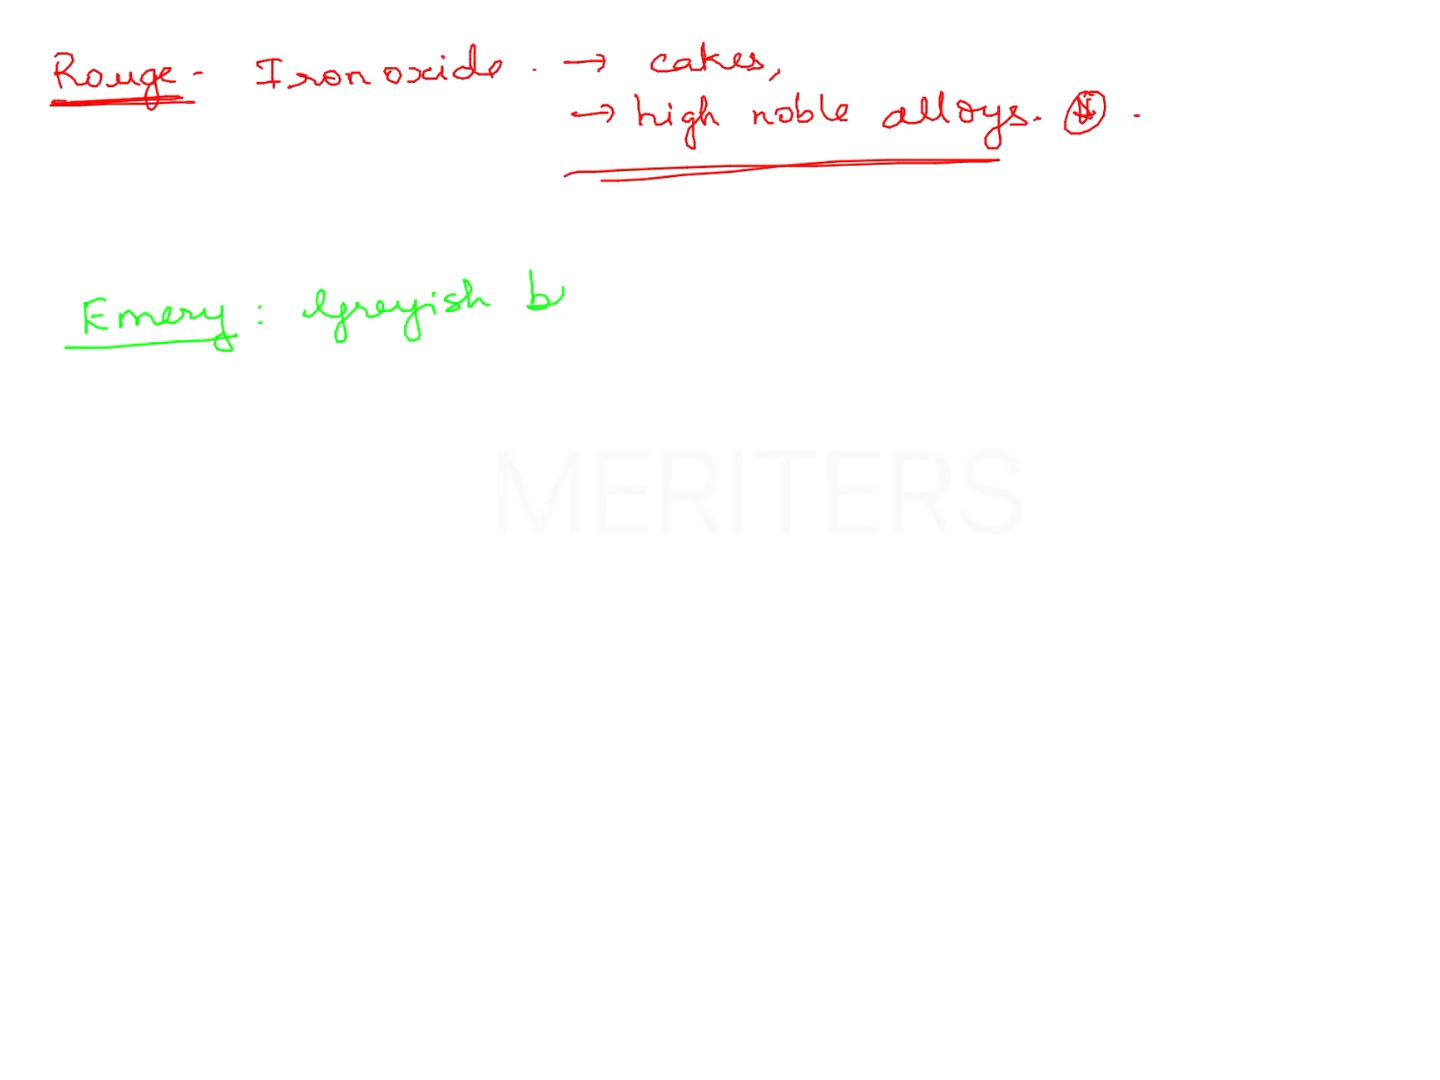 Rouge - Iron oxide. → cakes,
→ high noble alloys.
Emery : Greyish b
MERITERS